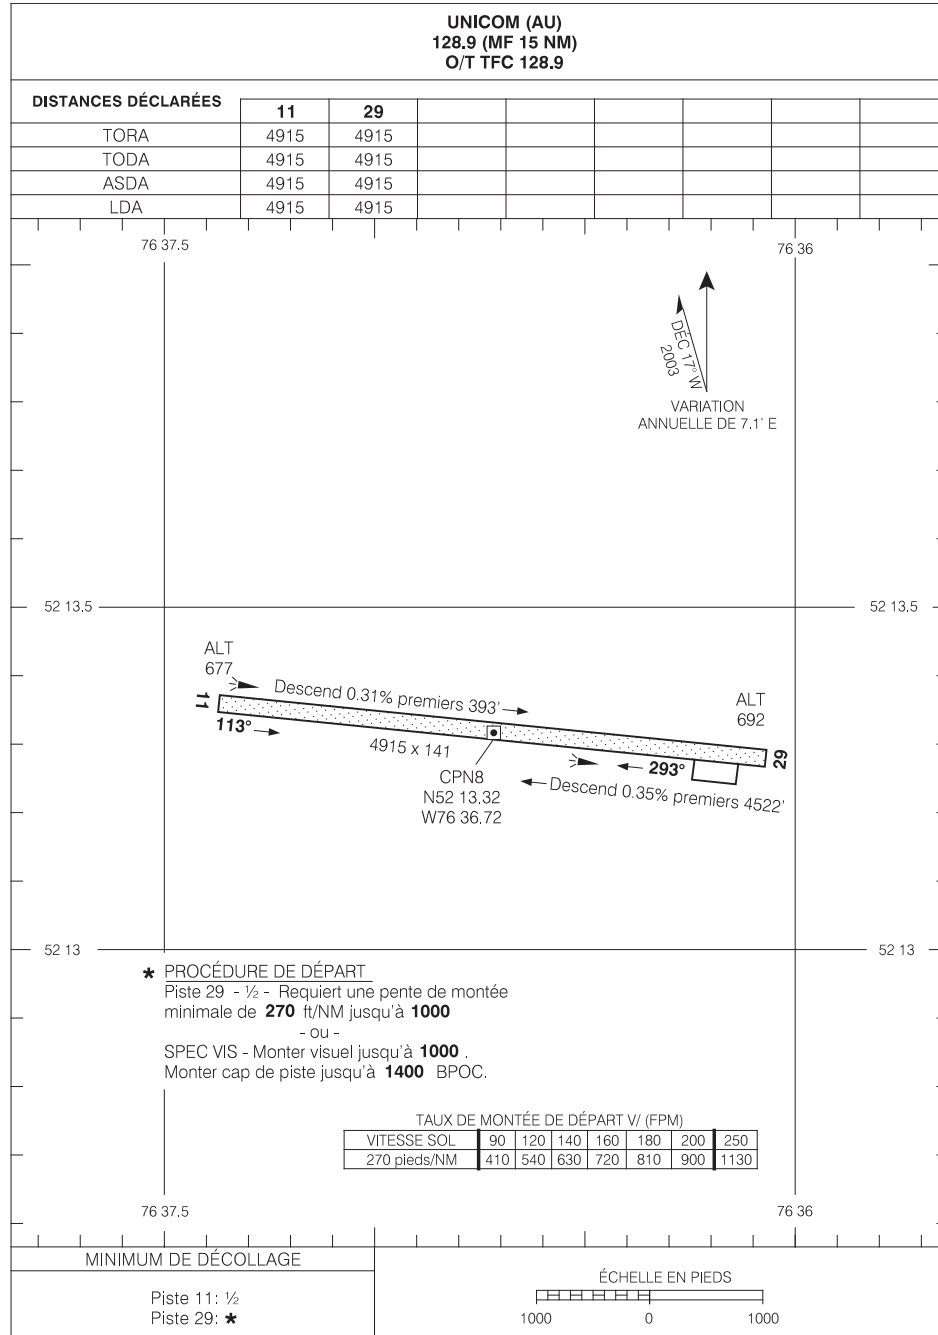 UNICOM (AU)
128.9 (MF 15 NM)
O/T TFC 128.9
DISTANCES DÉCLARÉES 11 29
TORA 4915 4915
TODA 4915 4915
ASDA 4915 4915
LDA 4915 4915
76 37.5 76 36
DÉC 17° W
2003
VARIATION
ANNUELLE DE 7.1' E
52 13.5 52 13.5
ALT
677
Descend 0.31% premiers 393'
ALT
692
11
113°
4915 x 141
29
293°
CPN8
N52 13.32
W76 36.72
Descend 0.35% premiers 4522'
52 13 52 13
* PROCÉDURE DE DÉPART
Piste 29 - ½ - Requiert une pente de montée
minimale de 270 ft/NM jusqu'à 1000
- ou -
SPEC VIS - Monter visuel jusqu'à 1000 .
Monter cap de piste jusqu'à 1400 BPOC.
TAUX DE MONTÉE DE DÉPART V/ (FPM)
VITESSE SOL 90 120 140 160 180 200 250
270 pieds/NM 410 540 630 720 810 900 1130
76 37.5 76 36
MINIMUM DE DÉCOLLAGE
Piste 11: ½
Piste 29: *
ÉCHELLE EN PIEDS
1000 0 1000